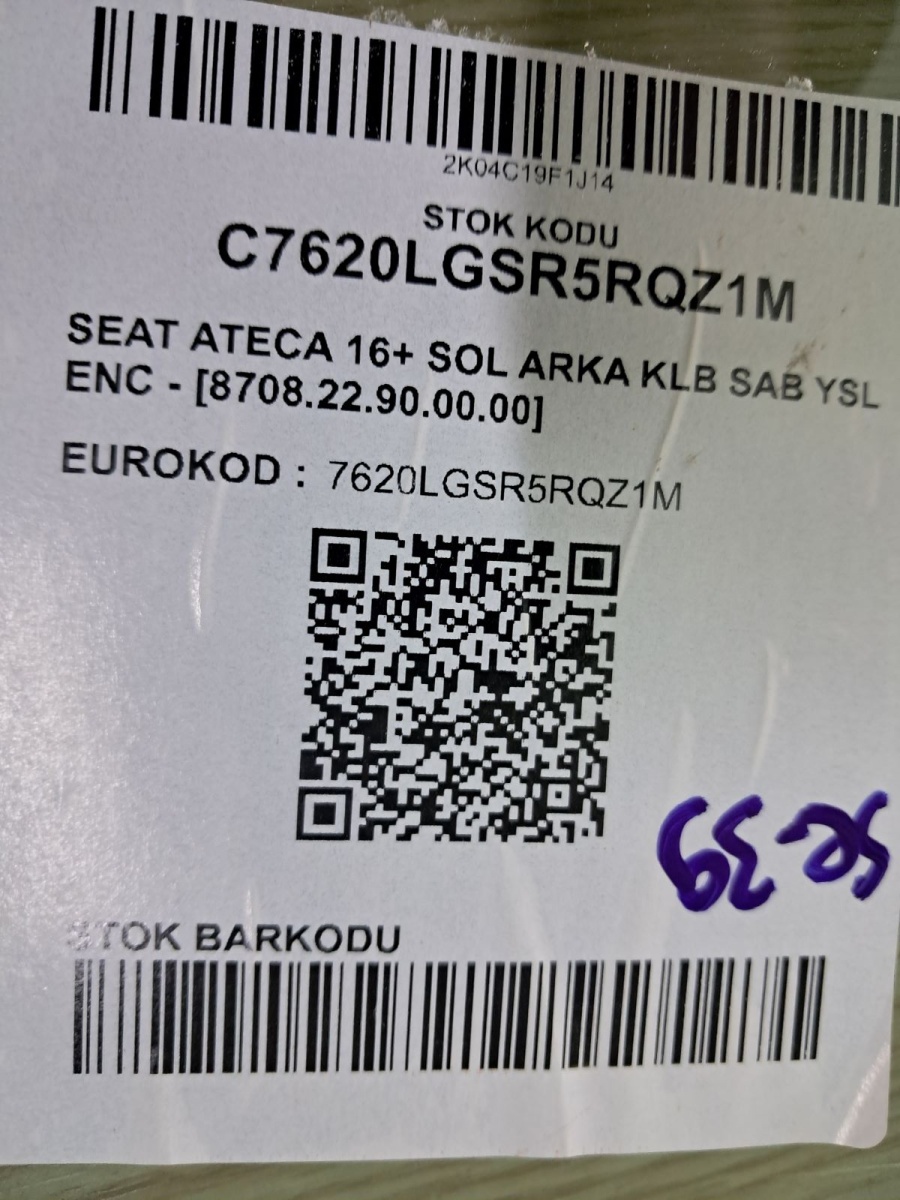 2K04C19F1J14
STOK KODU
C7620LGSR5RQZ1M
SEAT ATECA 16+ SOL ARKA KLB SAB YSL
ENC - [8708.22.90.00.00]
EUROKOD : 7620LGSR5RQZ1M
STOK BARKODU